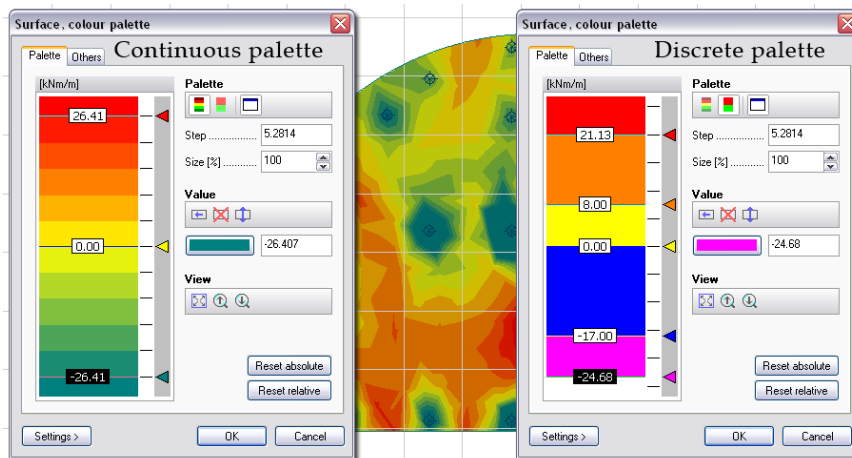 Surface, colour palette
Palette
Others
Continuous palette
[kNm/m]
26.41
0.00
-26.41
Palette
Step ................ 5.2814
Size [%] ........... 100
Value
-26.407
View
Reset absolute
Reset relative
Settings >
OK
Cancel
Surface, colour palette
Palette
Others
Discrete palette
[kNm/m]
21.13
8.00
0.00
-17.00
-24.68
Palette
Step ................ 5.2814
Size [%] ........... 100
Value
-24.68
View
Reset absolute
Reset relative
Settings >
OK
Cancel